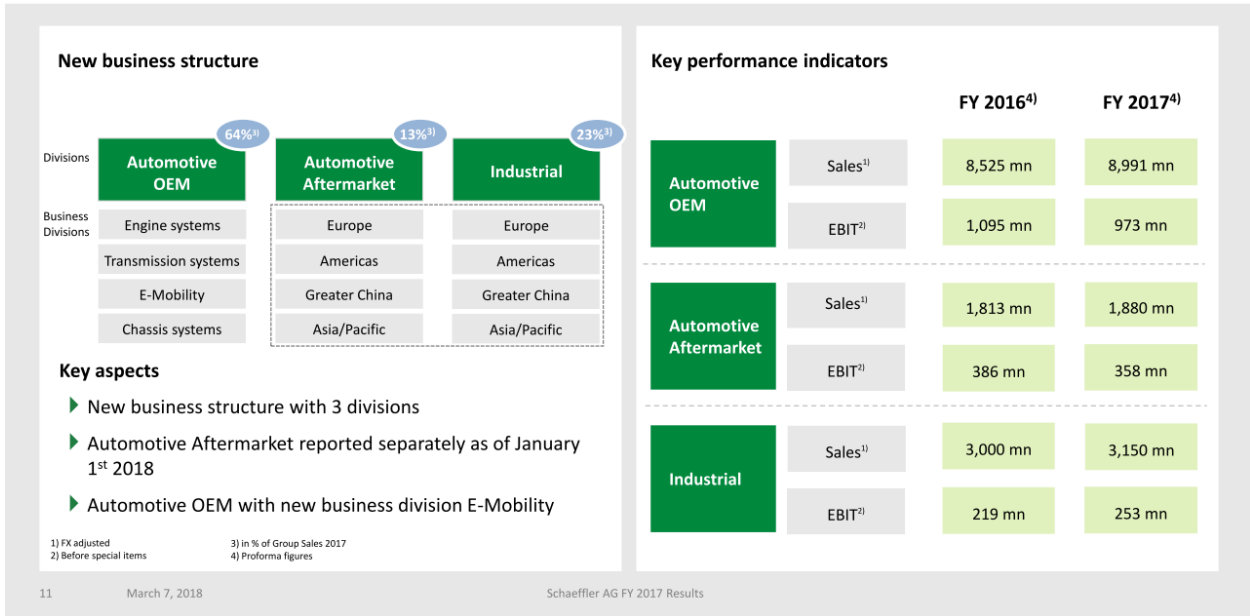 New business structure
64%3)
13%3)
23%3)
Divisions
Automotive
OEM
Automotive
Aftermarket
Industrial
Business
Divisions
Engine systems
Europe
Europe
Transmission systems
Americas
Americas
E-Mobility
Greater China
Greater China
Chassis systems
Asia/Pacific
Asia/Pacific
Key aspects
New business structure with 3 divisions
Automotive Aftermarket reported separately as of January
1st 2018
Automotive OEM with new business division E-Mobility
1) FX adjusted
2) Before special items
3) in % of Group Sales 2017
4) Proforma figures
Key performance indicators
FY 20164)
FY 20174)
Automotive
OEM
Sales1)
8,525 mn
8,991 mn
EBIT2)
1,095 mn
973 mn
Automotive
Aftermarket
Sales1)
1,813 mn
1,880 mn
EBIT2)
386 mn
358 mn
Industrial
Sales1)
3,000 mn
3,150 mn
EBIT2)
219 mn
253 mn
11
March 7, 2018
Schaeffler AG FY 2017 Results